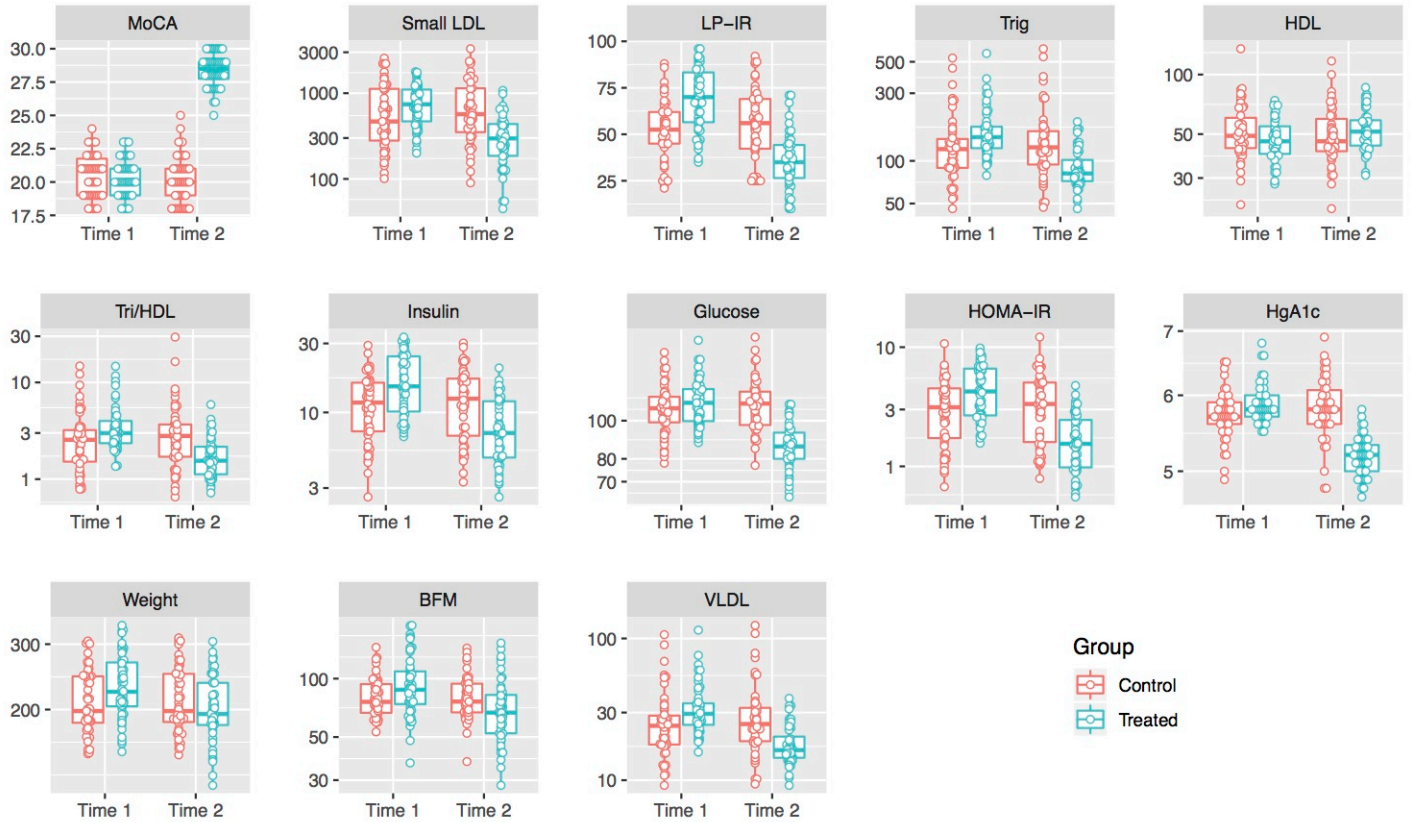 MoCA
30.0
27.5
25.0
22.5
20.0
17.5
Time 1 Time 2
Small LDL
3000
1000
300
100
Time 1 Time 2
LP−IR
100
75
50
25
Time 1 Time 2
Trig
500
300
100
50
Time 1 Time 2
HDL
100
50
30
Time 1 Time 2
Tri/HDL
30
10
3
1
Time 1 Time 2
Insulin
30
10
3
Time 1 Time 2
Glucose
100
80
70
Time 1 Time 2
HOMA−IR
10
3
1
Time 1 Time 2
HgA1c
7
6
5
Time 1 Time 2
Weight
300
200
Time 1 Time 2
BFM
100
50
30
Time 1 Time 2
VLDL
100
30
10
Time 1 Time 2
Group
Control
Treated